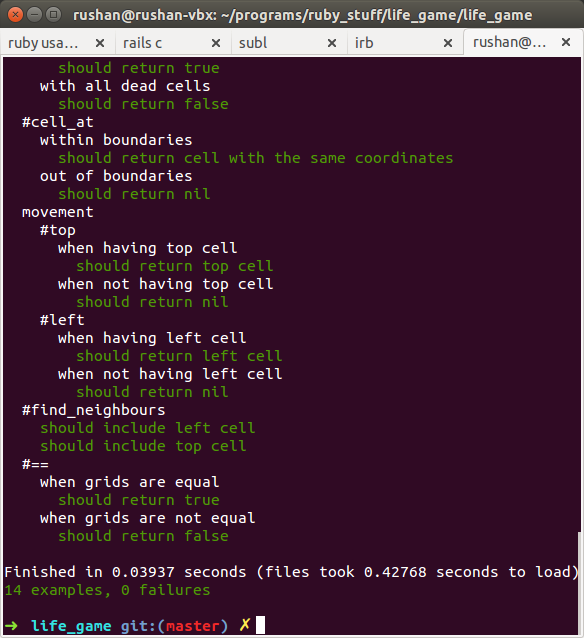 rushan@rushan-vbx: ~/programs/ruby_stuff/life_game/life_game
ruby usa... × rails c × subl × irb × rushan@... ×
should return true
with all dead cells
should return false
#cell_at
within boundaries
should return cell with the same coordinates
out of boundaries
should return nil
movement
#top
when having top cell
should return top cell
when not having top cell
should return nil
#left
when having left cell
should return left cell
when not having left cell
should return nil
#find_neighbours
should include left cell
should include top cell
#==
when grids are equal
should return true
when grids are not equal
should return false
Finished in 0.03937 seconds (files took 0.42768 seconds to load)
14 examples, 0 failures
➜ life_game git:(master) ✗